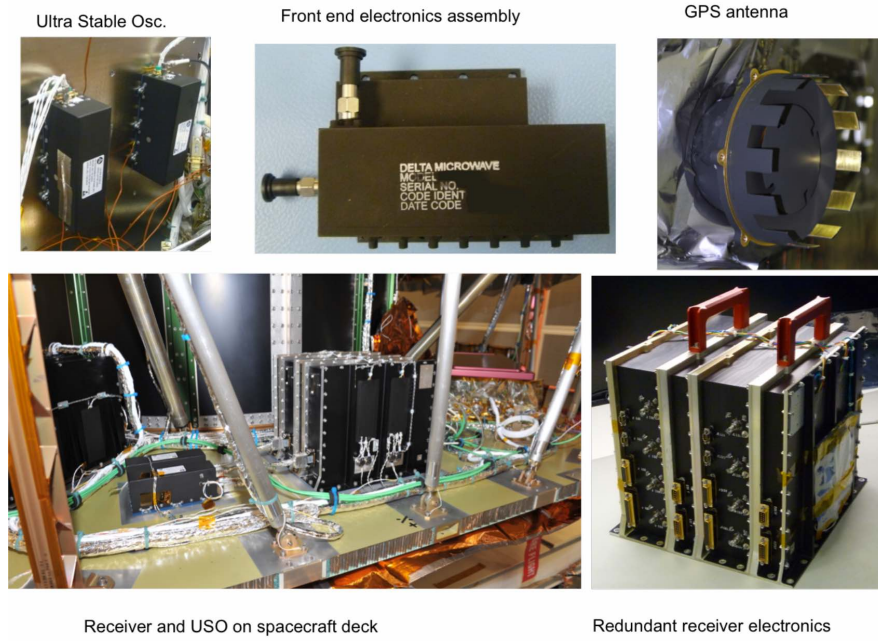 Ultra Stable Osc.
Front end electronics assembly
GPS antenna
DELTA MICROWAVE
MODEL
SERIAL NO.
CODE IDENT
DATE CODE
Receiver and USO on spacecraft deck
Redundant receiver electronics